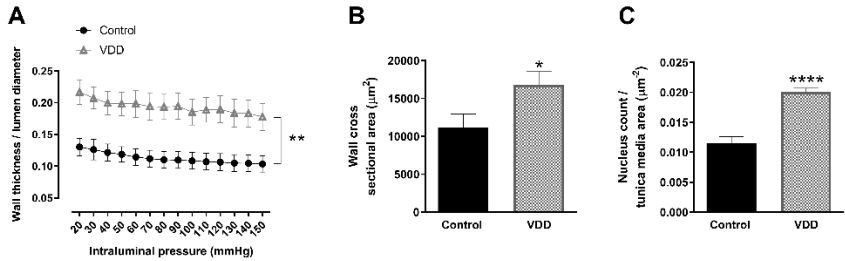 A
Control
VDD
Wall thickness / lumen diameter
0.25
0.20
0.15
0.10
0.05
**
20 30 40 50 60 70 80 90 100 110 120 130 140 150
Intraluminal pressure (mmHg)
B
Wall cross
sectional area (μm²)
20000
15000
10000
5000
0
*
Control VDD
C
Nucleus count /
tunica media area (μm⁻²)
0.025
0.020
0.015
0.010
0.005
0.000
****
Control VDD